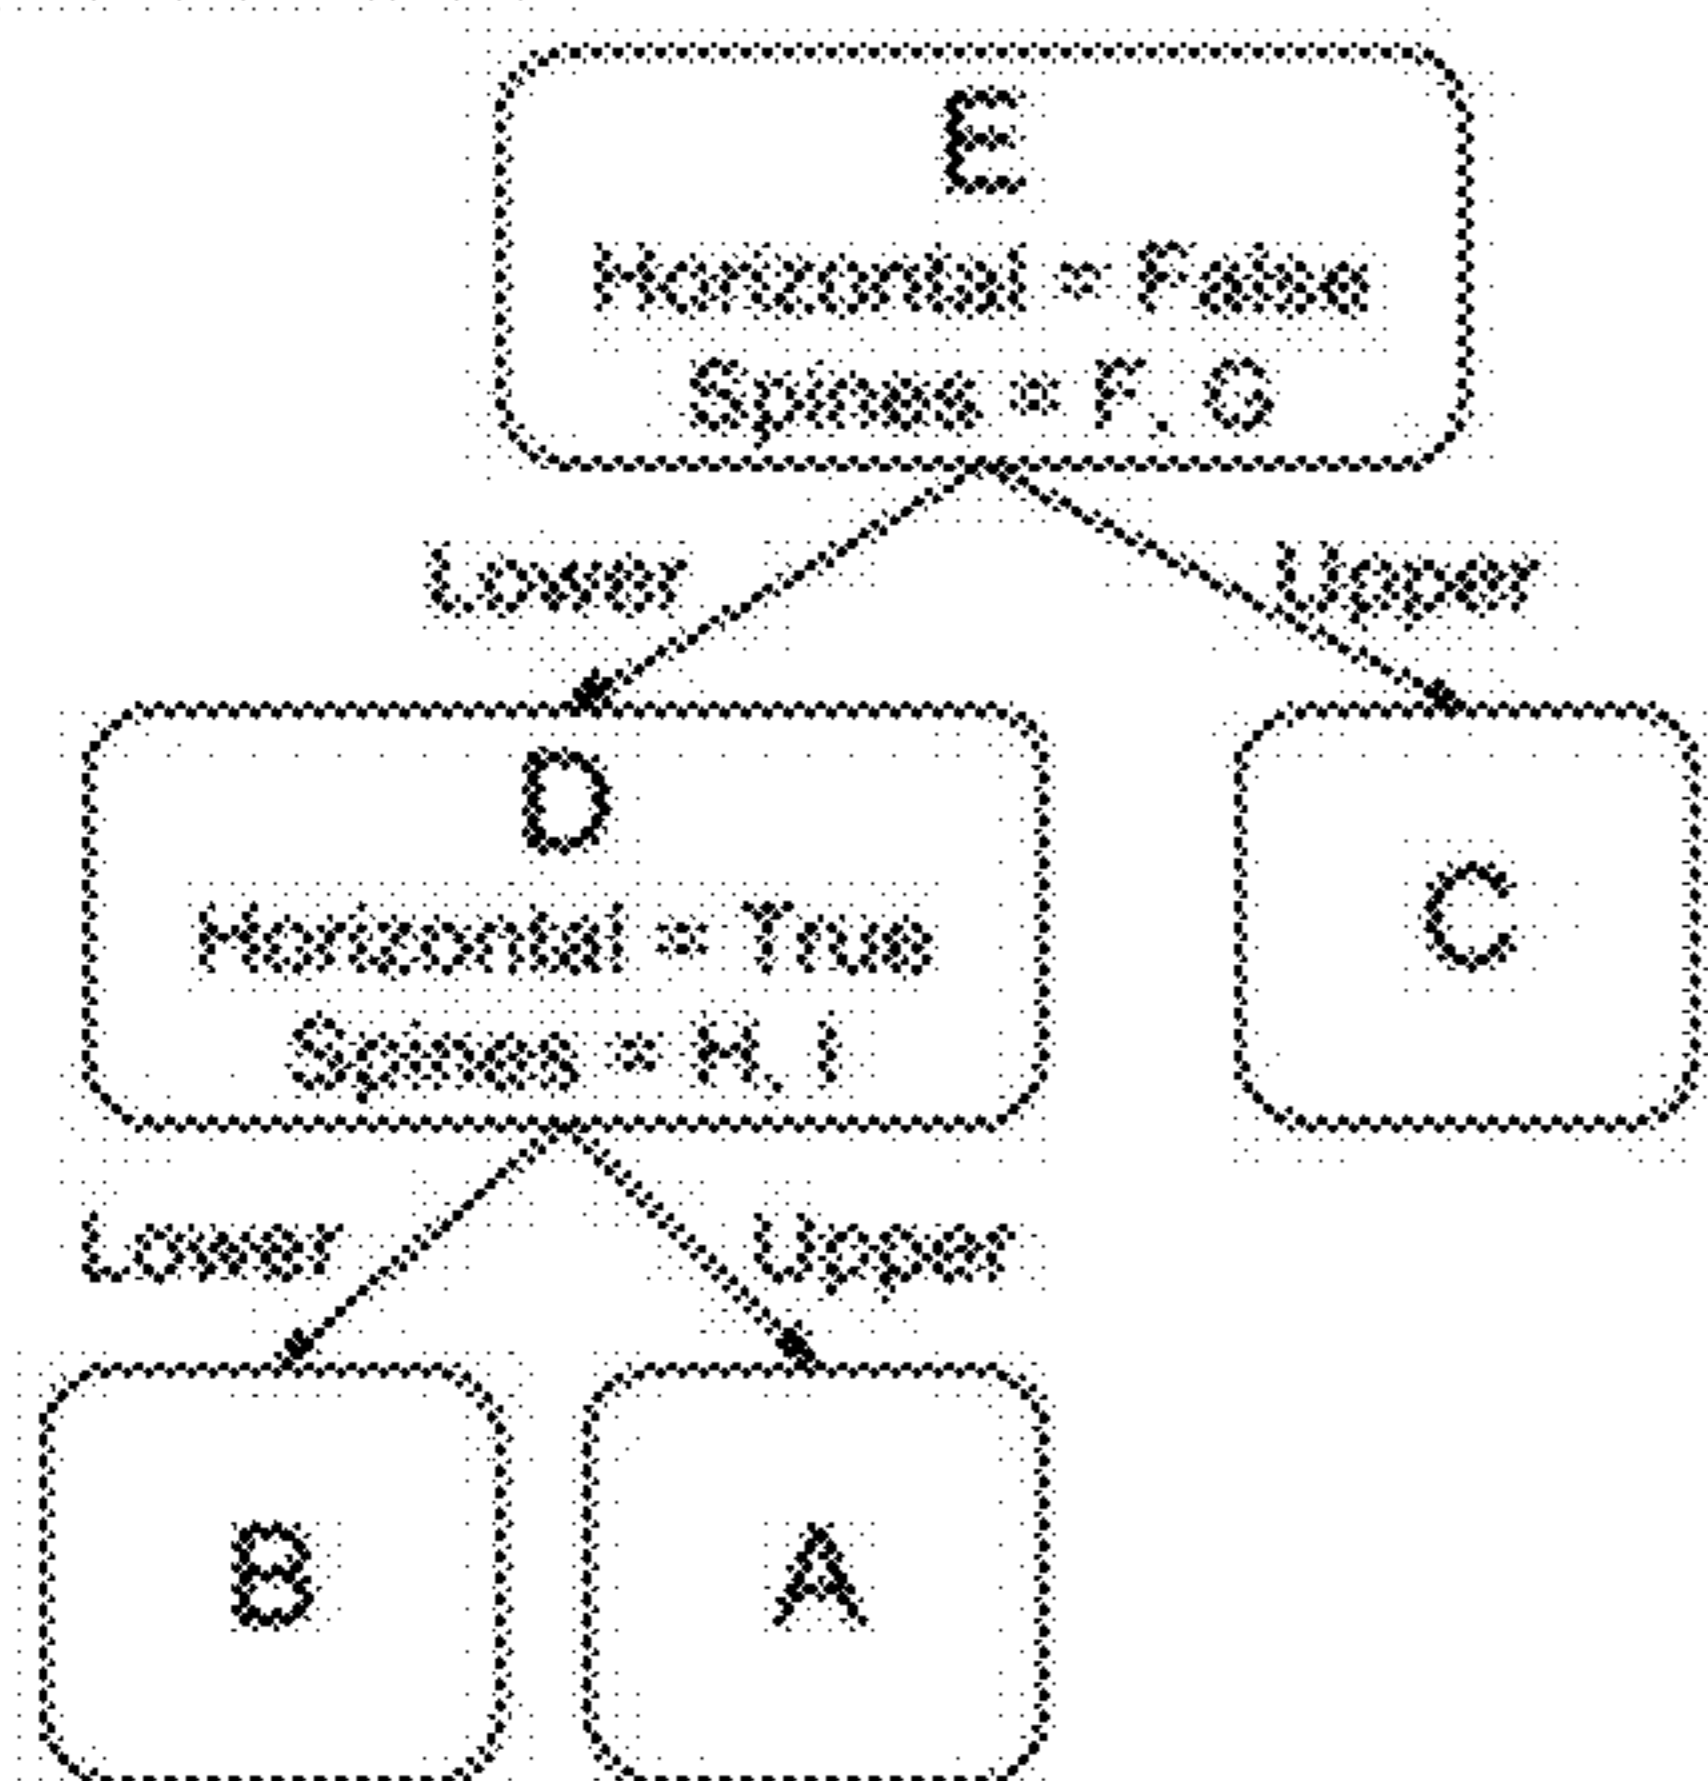 E
Horizontal = False
Spines = F, G
Lower
Upper
D
Horizontal = True
Spines = H, I
C
Lower
Upper
B
A